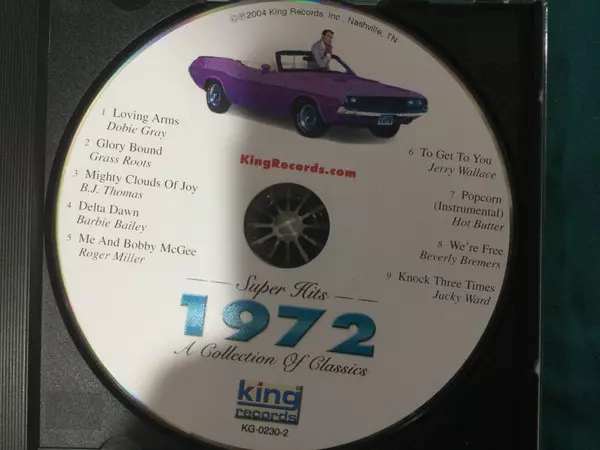 ©℗2004 King Records, Inc., Nashville, TN
KingRecords.com
1 Loving Arms
Dobie Gray
2 Glory Bound
Grass Roots
3 Mighty Clouds Of Joy
B.J. Thomas
4 Delta Dawn
Barbie Bailey
5 Me And Bobby McGee
Roger Miller
6 To Get To You
Jerry Wallace
7 Popcorn
(Instrumental)
Hot Butter
8 We're Free
Beverly Bremers
9 Knock Three Times
Jacky Ward
Super Hits
1972
A Collection Of Classics
king
records
KG-0230-2